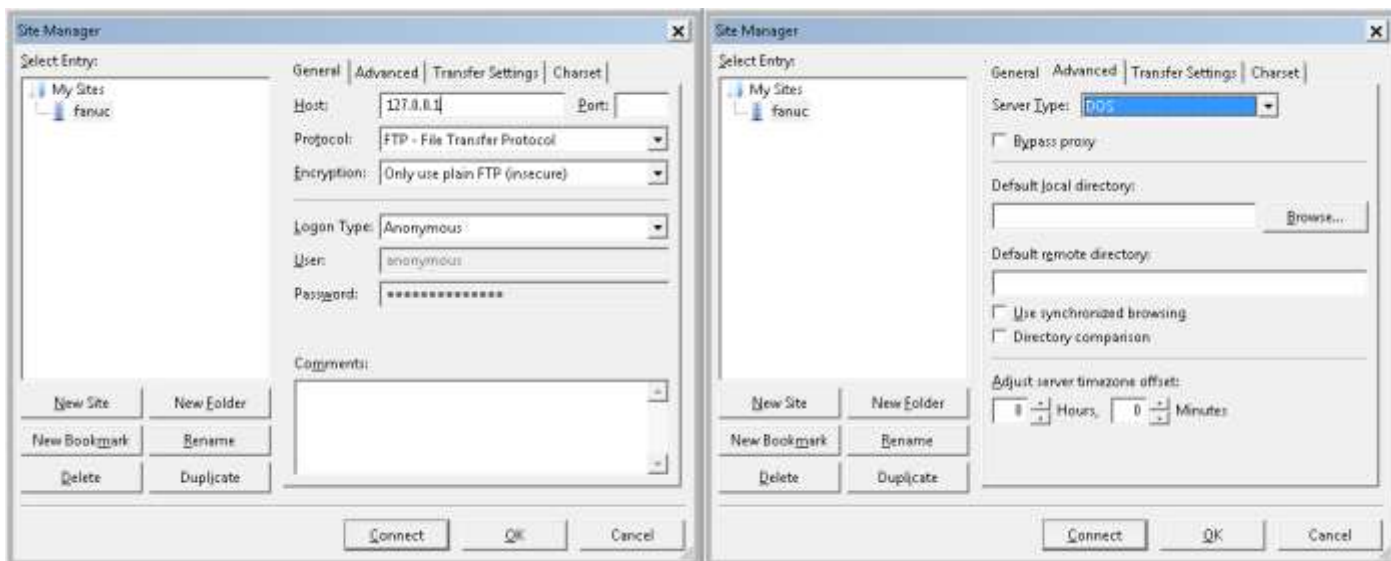 Site Manager
Select Entry:
My Sites
fanuc
New Site
New Folder
New Bookmark
Rename
Delete
Duplicate
General
Advanced
Transfer Settings
Charset
Host:
127.0.0.1
Port:
Protocol:
FTP - File Transfer Protocol
Encryption:
Only use plain FTP (insecure)
Logon Type:
Anonymous
User:
anonymous
Password:
••••••••••••••
Comments:
Connect
OK
Cancel
Site Manager
Select Entry:
My Sites
fanuc
New Site
New Folder
New Bookmark
Rename
Delete
Duplicate
General
Advanced
Transfer Settings
Charset
Server Type:
DOS
Bypass proxy
Default local directory:
Browse...
Default remote directory:
Use synchronized browsing
Directory comparison
Adjust server timezone offset:
0 Hours, 0 Minutes
Connect
OK
Cancel